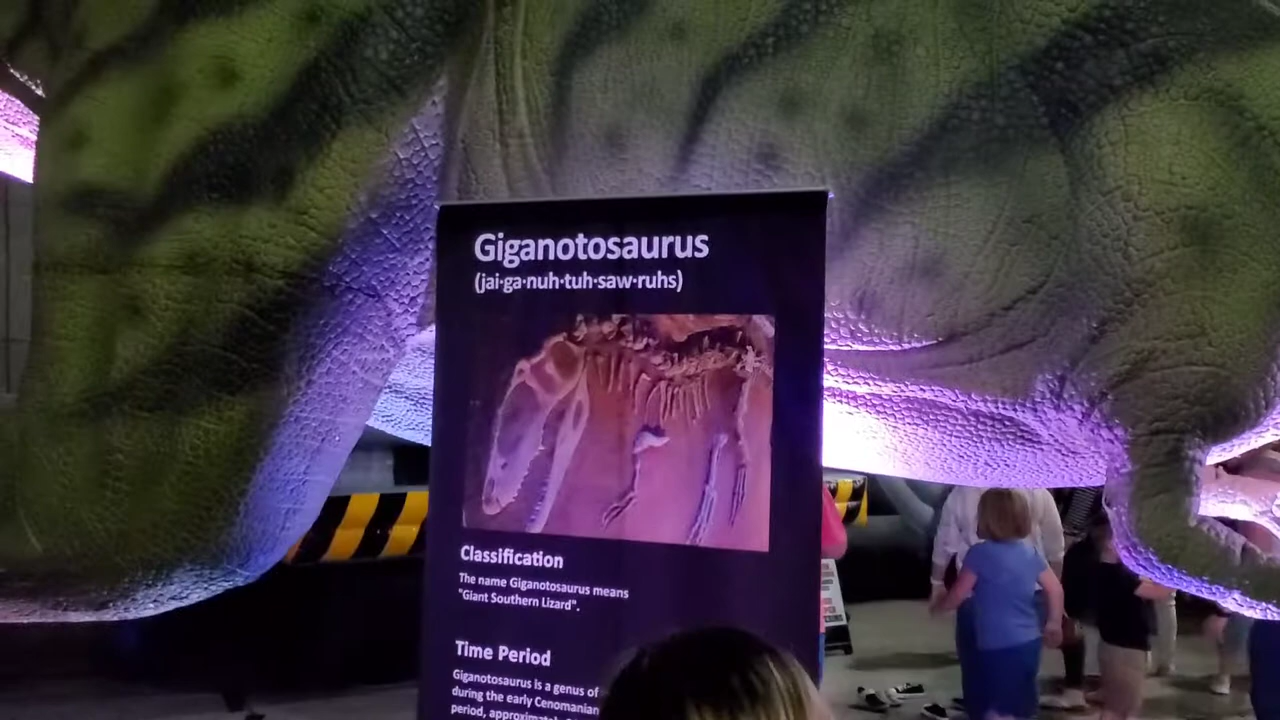 Giganotosaurus
(jai·ga·nuh·tuh·saw·ruhs)
Classification
The name Giganotosaurus means
"Giant Southern Lizard".
Time Period
Giganotosaurus is a genus of
during the early Cenomanian
period,